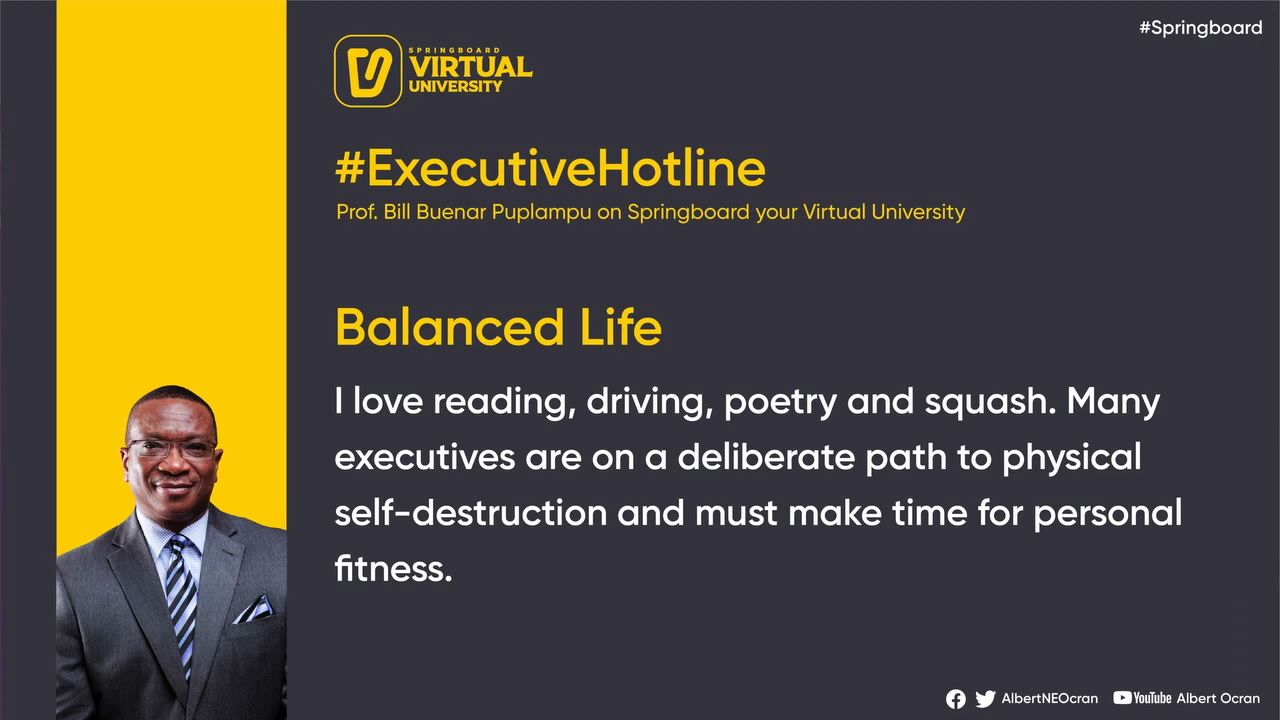 #Springboard
SPRINGBOARD
VIRTUAL
UNIVERSITY
#ExecutiveHotline
Prof. Bill Buenar Puplampu on Springboard your Virtual University
Balanced Life
I love reading, driving, poetry and squash. Many
executives are on a deliberate path to physical
self-destruction and must make time for personal
fitness.
AlbertNEOcran YouTube Albert Ocran